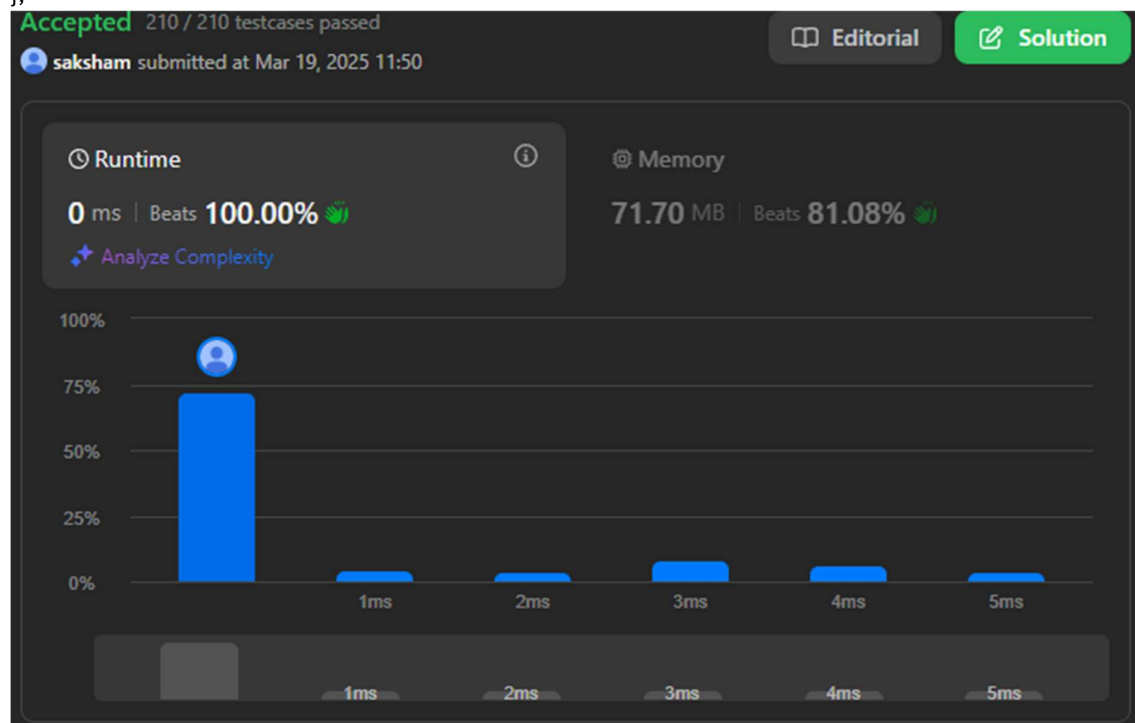 };
Accepted 210 / 210 testcases passed
Editorial
Solution
saksham submitted at Mar 19, 2025 11:50
Runtime
Memory
0 ms | Beats 100.00%
71.70 MB | Beats 81.08%
Analyze Complexity
100%
75%
50%
25%
0%
1ms 2ms 3ms 4ms 5ms
1ms 2ms 3ms 4ms 5ms